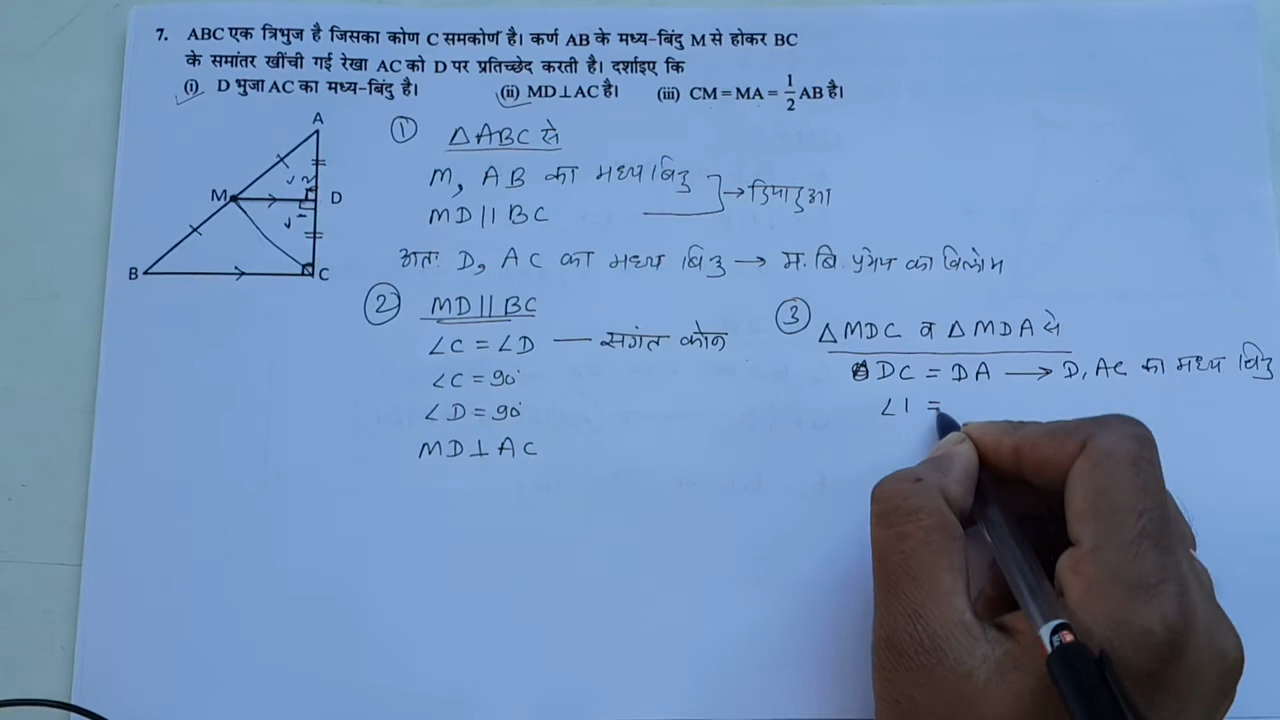 7. ABC एक त्रिभुज है जिसका कोण C समकोण है। कर्ण AB के मध्य-बिंदु M से होकर BC
के समांतर खींची गई रेखा AC को D पर प्रतिच्छेद करती है। दर्शाइए कि
(i) D भुजा AC का मध्य-बिंदु है। (ii) MD ⊥ AC है। (iii) CM = MA = 1/2 AB है।
A
M
D
B
C
① △ABC से
M, AB का मध्य बिंदु
MD || BC
→ दिया हुआ
अतः D, AC का मध्य बिंदु → म. बि. प्रमेय का विलोम
② MD || BC
∠C = ∠D — संगत कोन
∠C = 90°
∠D = 90°
MD ⊥ AC
③ △MDC व △MDA से
DC = DA → D, AC का मध्य बिंदु
∠1 =